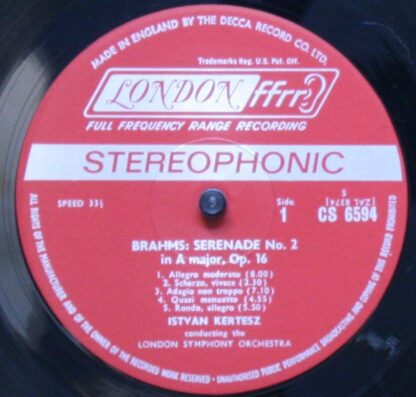 MADE IN ENGLAND BY THE DECCA RECORD CO. LTD.
Trademarks Reg. U.S. Pat. Off.
LONDON ffrr
FULL FREQUENCY RANGE RECORDING
STEREOPHONIC
SPEED 33⅓
Side 1
S
(ZAL 8374)
CS 6594
BRAHMS: SERENADE No. 2
in A major, Op. 16
1. Allegro moderato (8.00)
2. Scherzo, vivace (2.30)
3. Adagio non troppo (7.10)
4. Quasi menuetto (4.55)
5. Rondo, allegro (5.50)
ISTVAN KERTESZ
conducting the
LONDON SYMPHONY ORCHESTRA
ALL RIGHTS OF THE MANUFACTURER AND OF THE OWNER OF THE RECORDED WORK RESERVED • UNAUTHORISED PUBLIC PERFORMANCE, BROADCASTING AND COPYING OF THIS RECORD PROHIBITED